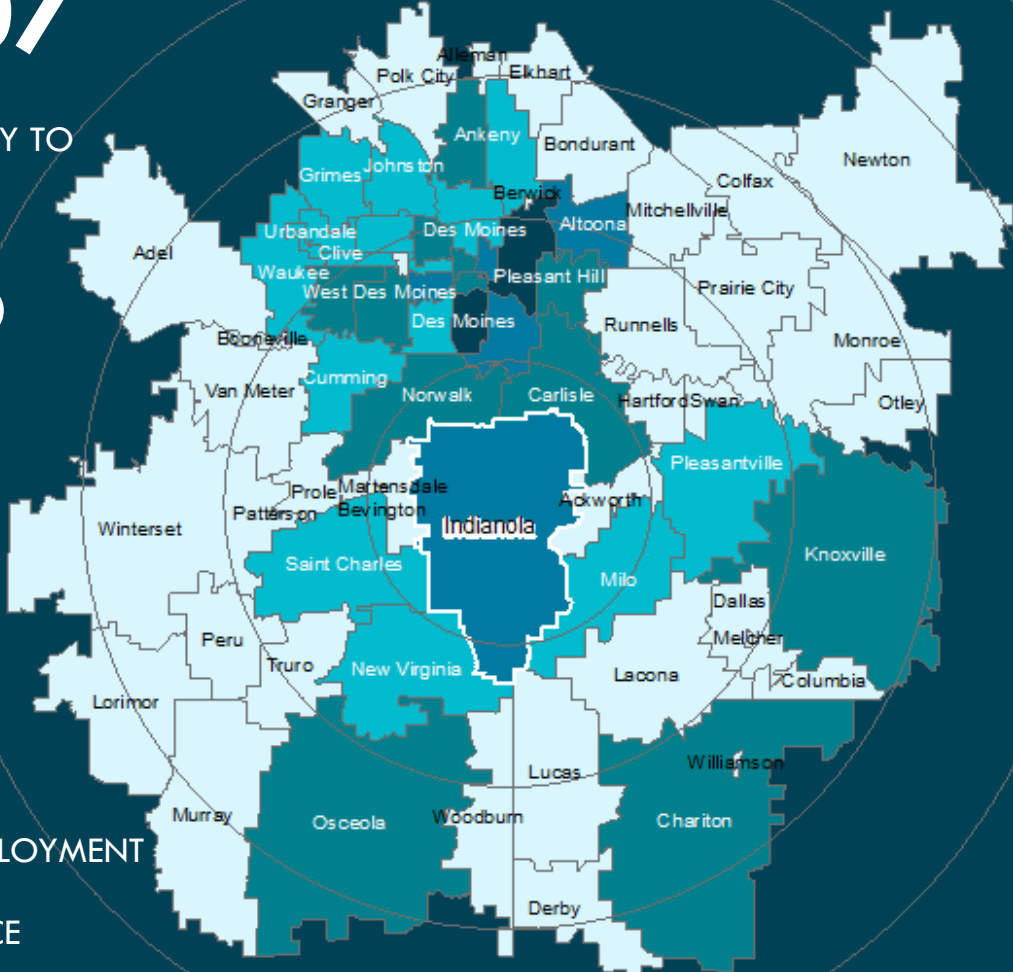 Y TO
LOYMENT
CE
Alleman
Polk City
Elkhart
Granger
Ankeny
Bondurant
Newton
Johnston
Grimes
Colfax
Berwick
Mitchellville
Altoona
Urbandale
Des Moines
Adel
Clive
Waukee
Pleasant Hill
West Des Moines
Prairie City
Des Moines
Runnells
Booneville
Monroe
Cumming
Van Meter
Norwalk
Carlisle
Hartford
Swan
Otley
Pleasantville
Prole
Martensdale
Ackworth
Patterson
Bevington
Winterset
Indianola
Knoxville
Saint Charles
Milo
Dallas
Peru
Melcher
Truro
New Virginia
Lacona
Columbia
Lorimor
Williamson
Lucas
Murray
Woodburn
Osceola
Chariton
Derby